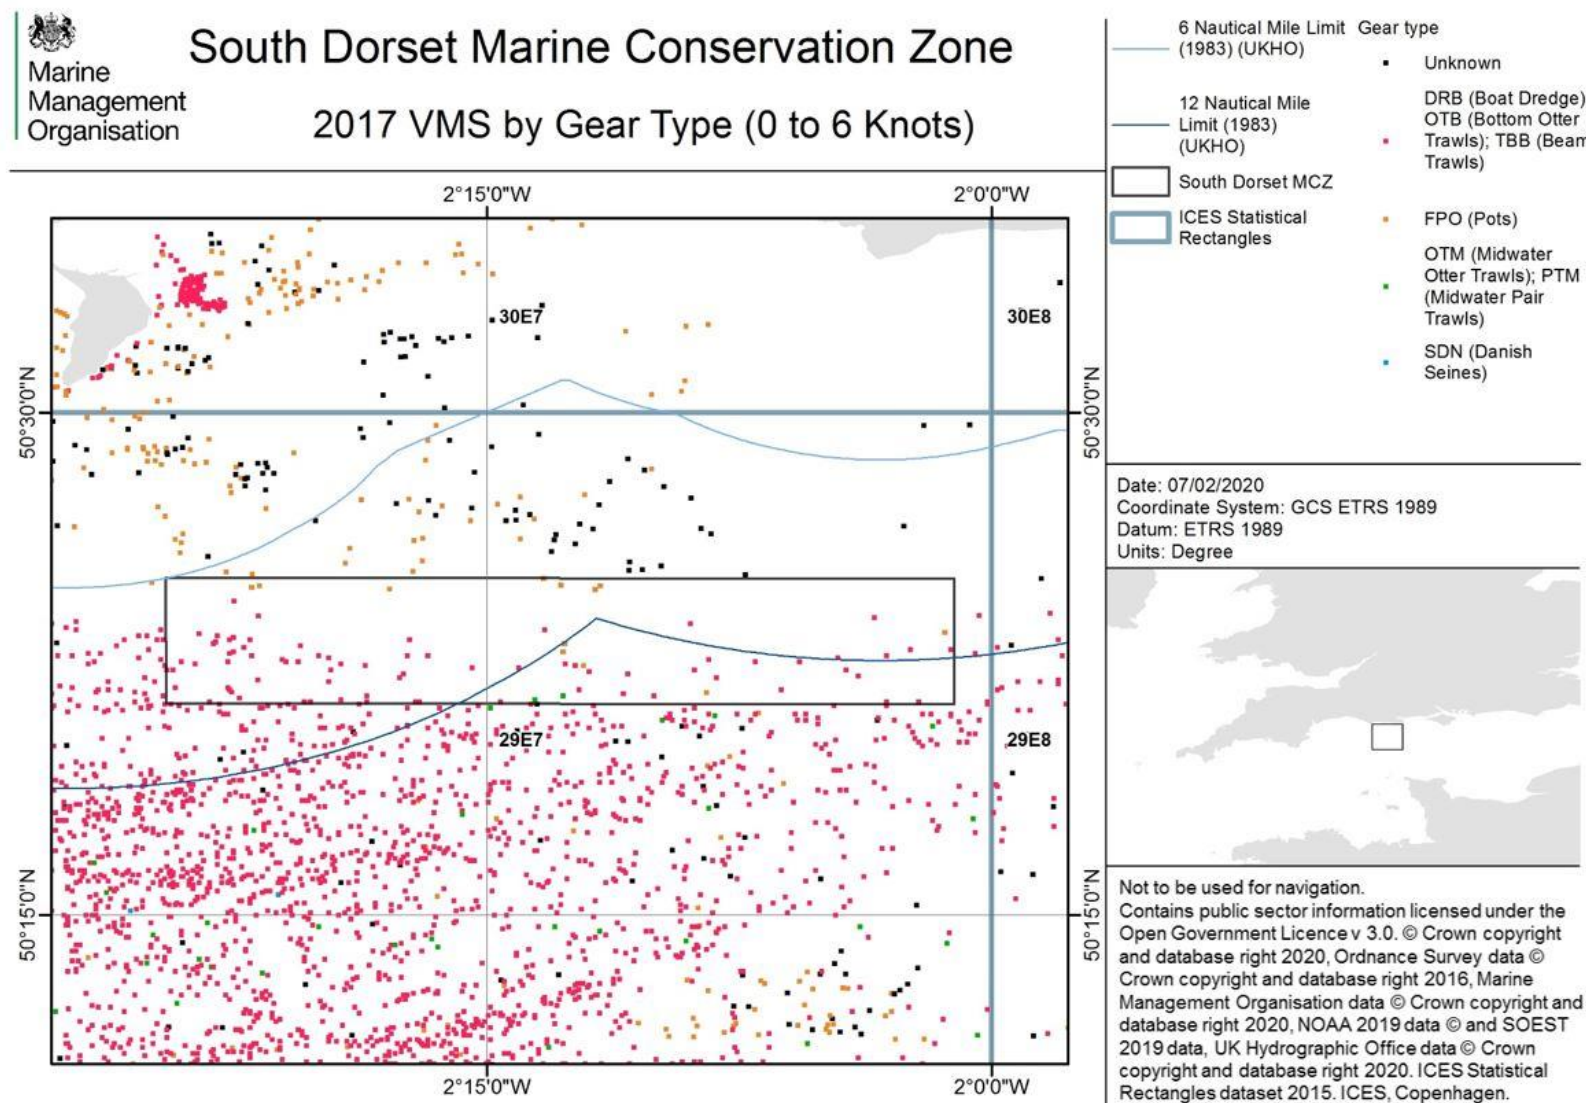 Marine
Management
Organisation
South Dorset Marine Conservation Zone
2017 VMS by Gear Type (0 to 6 Knots)
2°15'0"W
2°0'0"W
30E7
30E8
50°30'0"N
50°30'0"N
29E7
29E8
50°15'0"N
50°15'0"N
2°15'0"W
2°0'0"W
6 Nautical Mile Limit
(1983) (UKHO)
12 Nautical Mile
Limit (1983)
(UKHO)
South Dorset MCZ
ICES Statistical
Rectangles
Gear type
Unknown
DRB (Boat Dredge)
OTB (Bottom Otter
Trawls); TBB (Beam
Trawls)
FPO (Pots)
OTM (Midwater
Otter Trawls); PTM
(Midwater Pair
Trawls)
SDN (Danish
Seines)
Date: 07/02/2020
Coordinate System: GCS ETRS 1989
Datum: ETRS 1989
Units: Degree
Not to be used for navigation.
Contains public sector information licensed under the
Open Government Licence v 3.0. © Crown copyright
and database right 2020, Ordnance Survey data ©
Crown copyright and database right 2016, Marine
Management Organisation data © Crown copyright and
database right 2020, NOAA 2019 data © and SOEST
2019 data, UK Hydrographic Office data © Crown
copyright and database right 2020. ICES Statistical
Rectangles dataset 2015. ICES, Copenhagen.